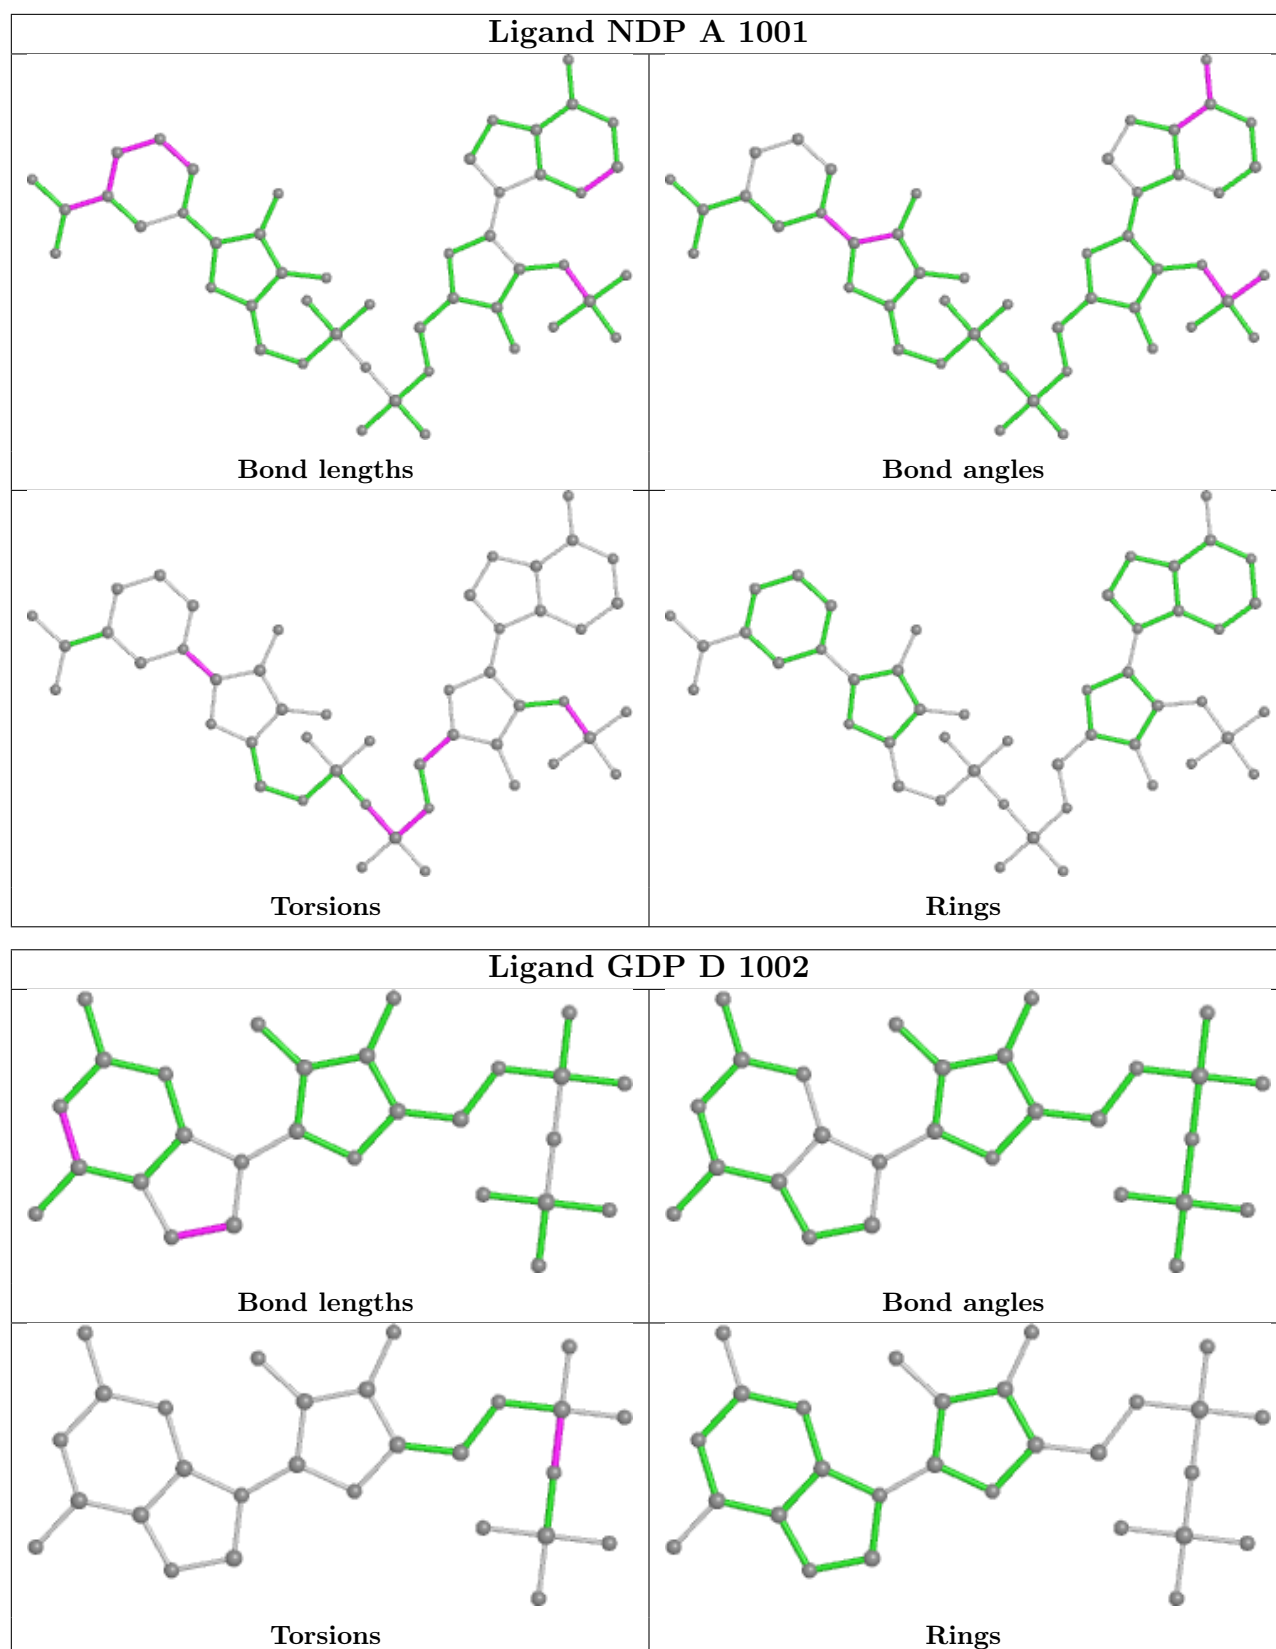 Ligand NDP A 1001
Bond lengths
Bond angles
Torsions
Rings
Ligand GDP D 1002
Bond lengths
Bond angles
Torsions
Rings